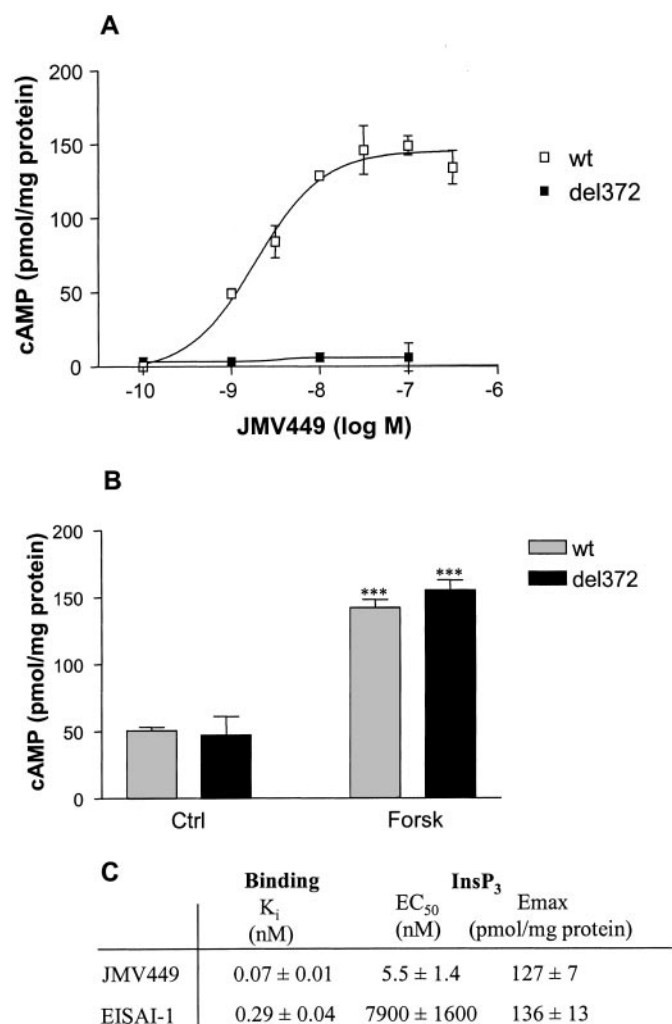 A
200
150
100
50
0
cAMP (pmol/mg protein)
-10 -9 -8 -7 -6
JMV449 (log M)
wt
del372
B
200
150
100
50
0
cAMP (pmol/mg protein)
*** ***
Ctrl Forsk
wt
del372
C
Binding InsP3
Ki EC50 Emax
(nM) (nM) (pmol/mg protein)
JMV449 0.07 ± 0.01 5.5 ± 1.4 127 ± 7
EISAI-1 0.29 ± 0.04 7900 ± 1600 136 ± 13